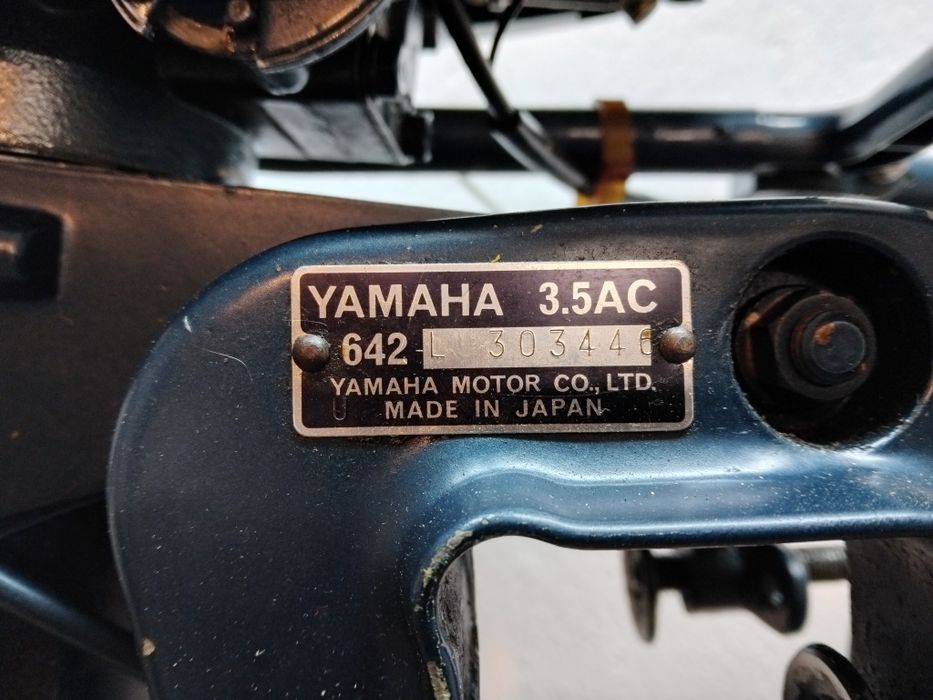 YAMAHA 3.5AC
642-L 303446
YAMAHA MOTOR CO., LTD.
U MADE IN JAPAN